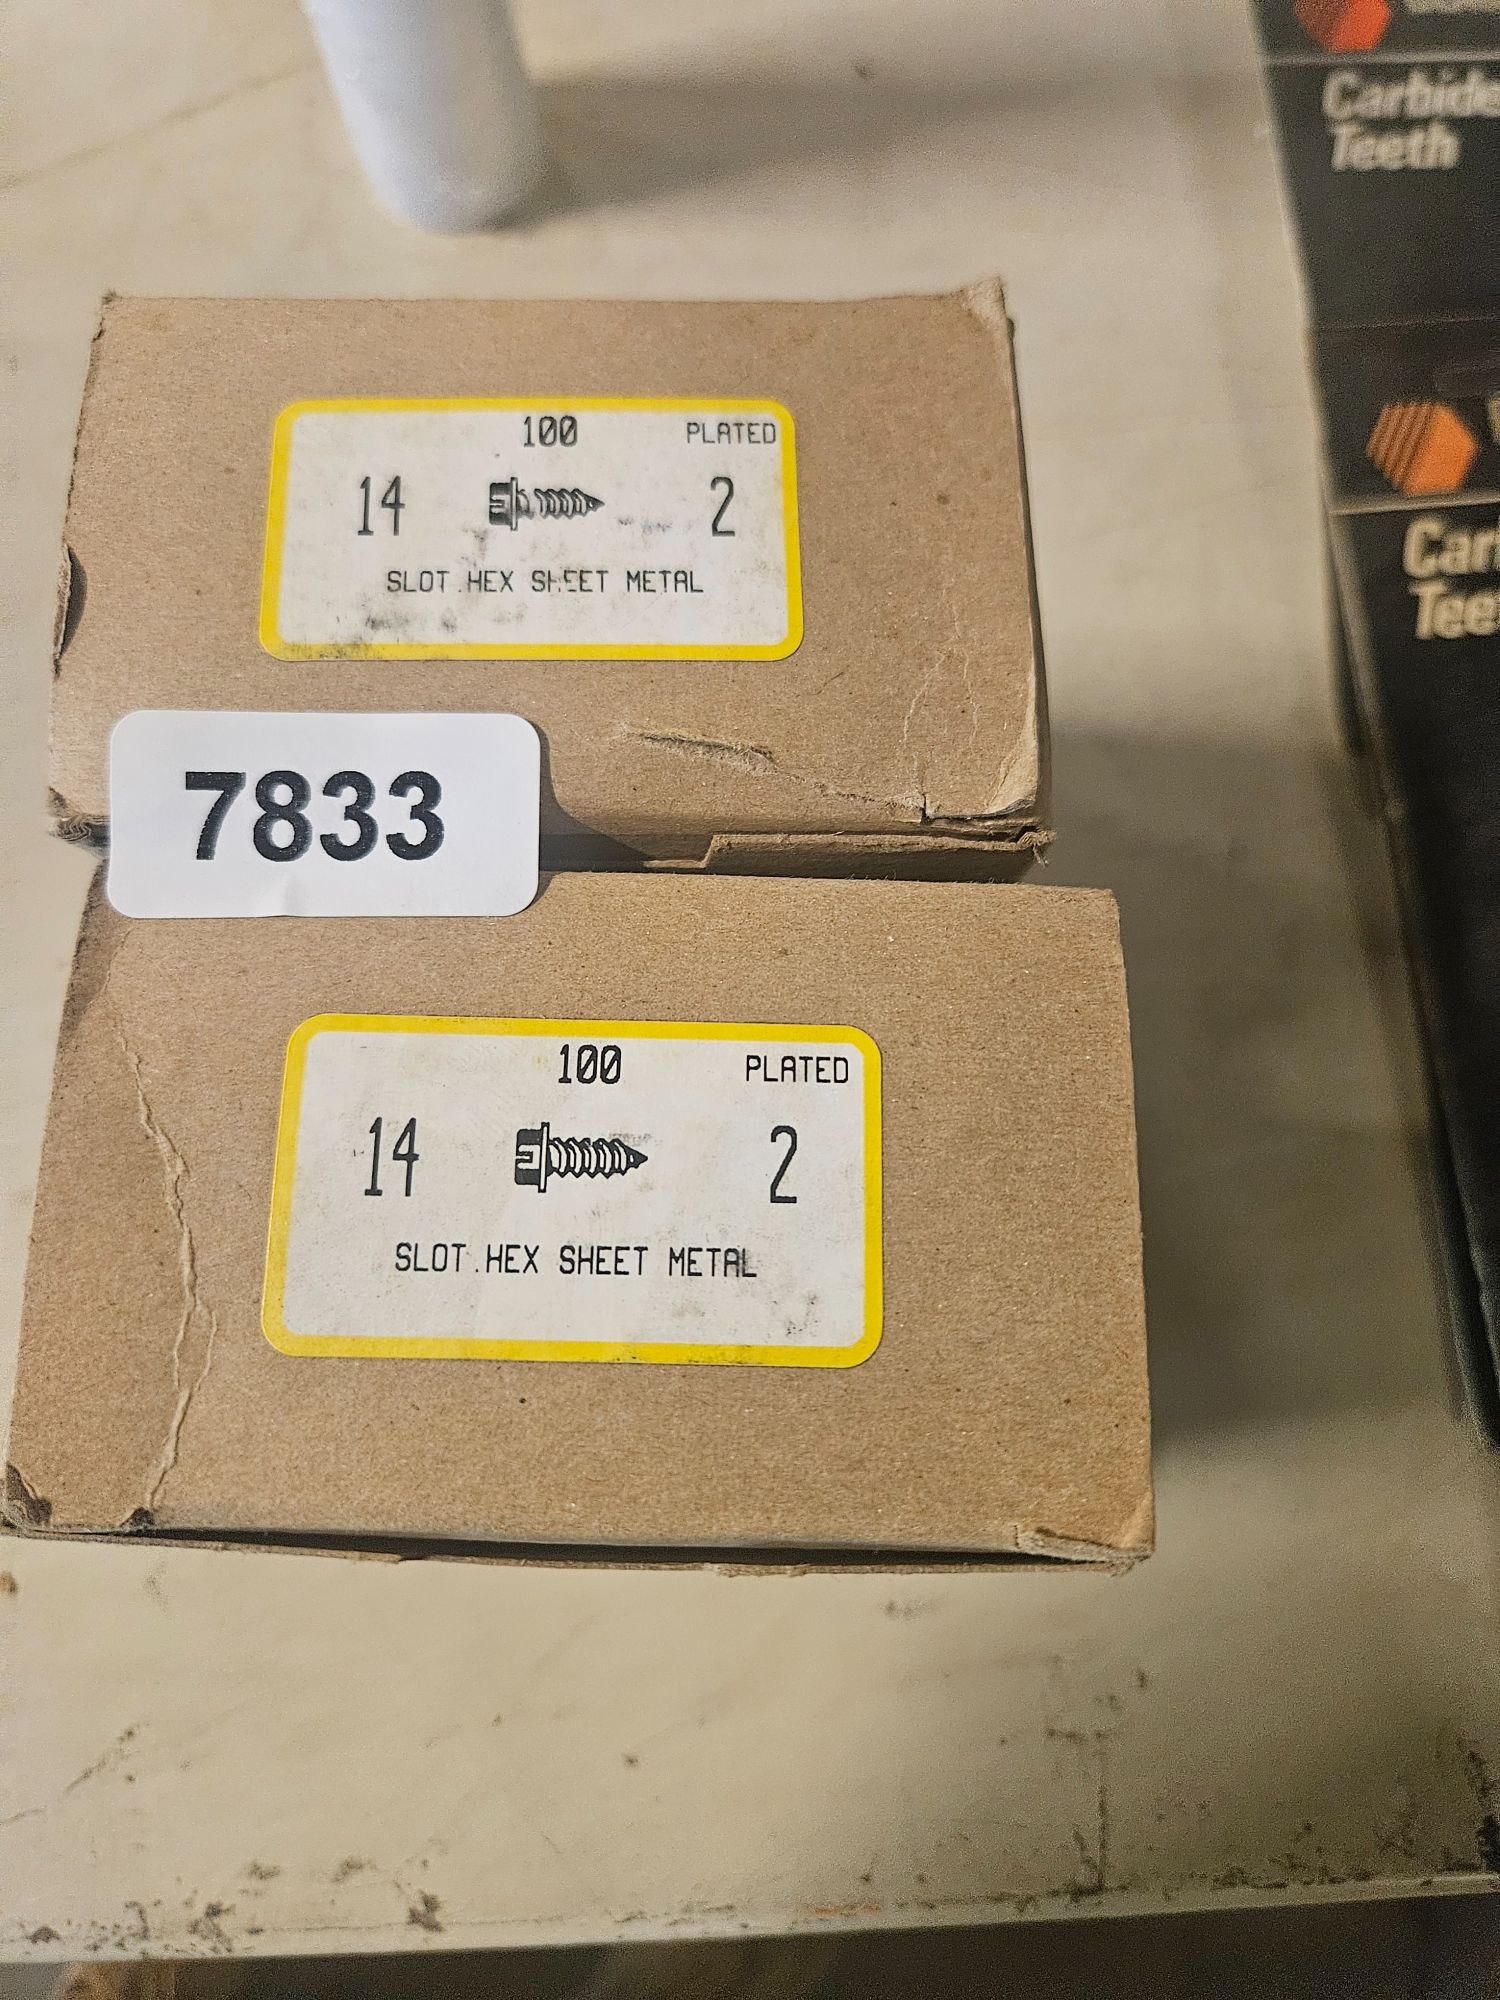 Carbide
Teeth
100 PLATED
14 2
SLOT.HEX SHEET METAL
7833
100 PLATED
14 2
SLOT.HEX SHEET METAL